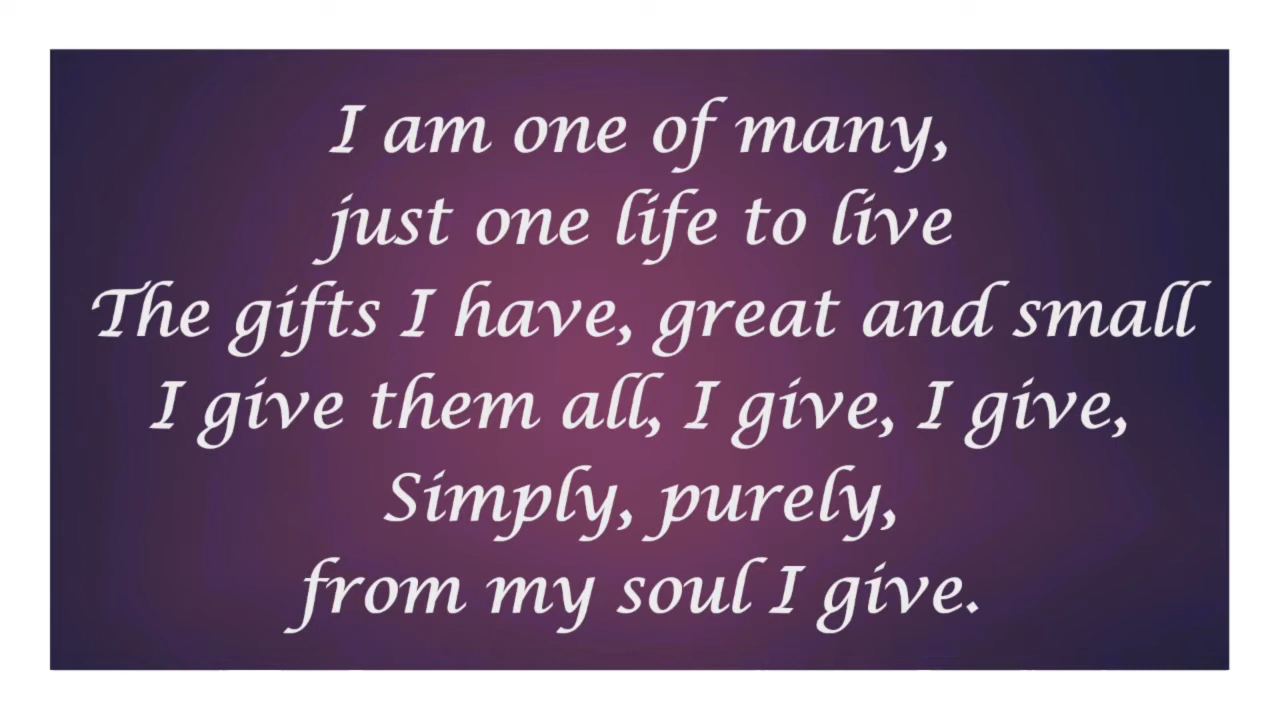 I am one of many,
just one life to live
The gifts I have, great and small
I give them all, I give, I give,
Simply, purely,
from my soul I give.